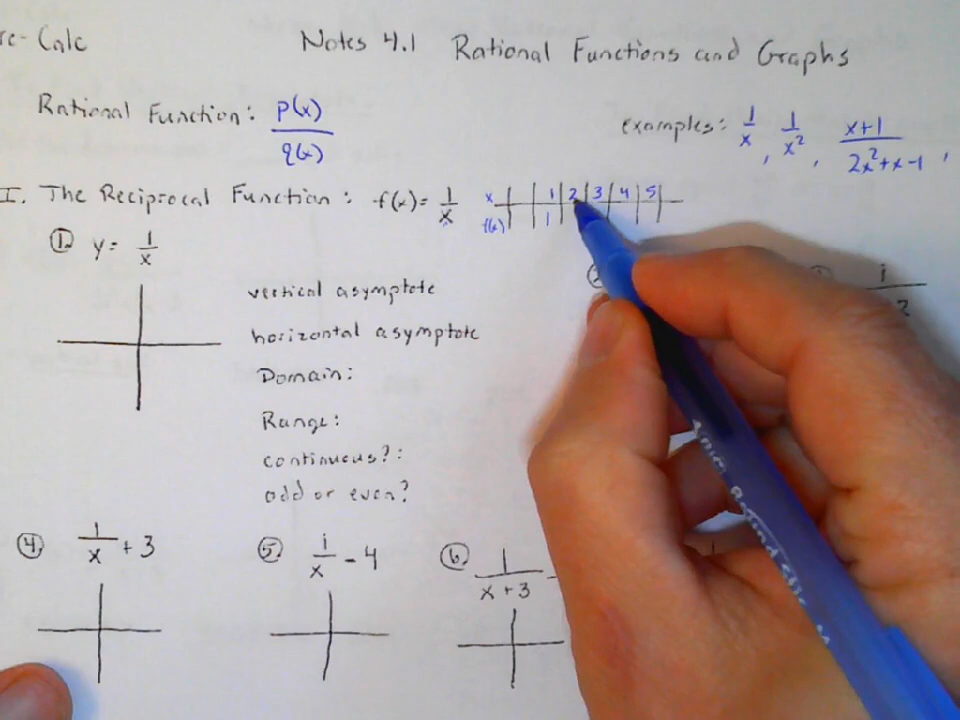 re-Calc Notes 4.1 Rational Functions and Graphs
Rational Function: p(x)/q(x) examples: 1/x, 1/x², x+1/2x²+x-1,
I. The Reciprocal Function: f(x)= 1/x x 1 2 3 4 5
f(x) 1
① y= 1/x
vertical asymptote
horizontal asymptote
Domain:
Range:
continuous?:
odd or even?
④ 1/x + 3 ⑤ 1/x - 4 ⑥ 1/x+3 -